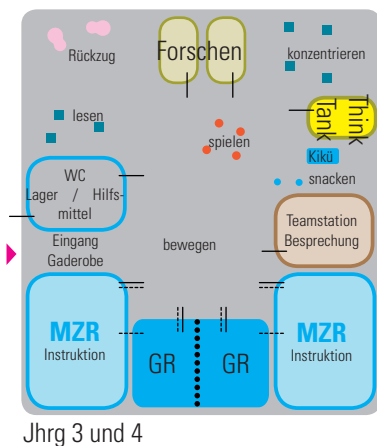 Rückzug
Forschen
konzentrieren
lesen
Think
Tank
spielen
Kikü
snacken
WC
Lager / Hilfs-
mittel
Teamstation
Besprechung
Eingang
Gaderobe
bewegen
MZR
Instruktion
GR
GR
MZR
Instruktion
Jhrg 3 und 4